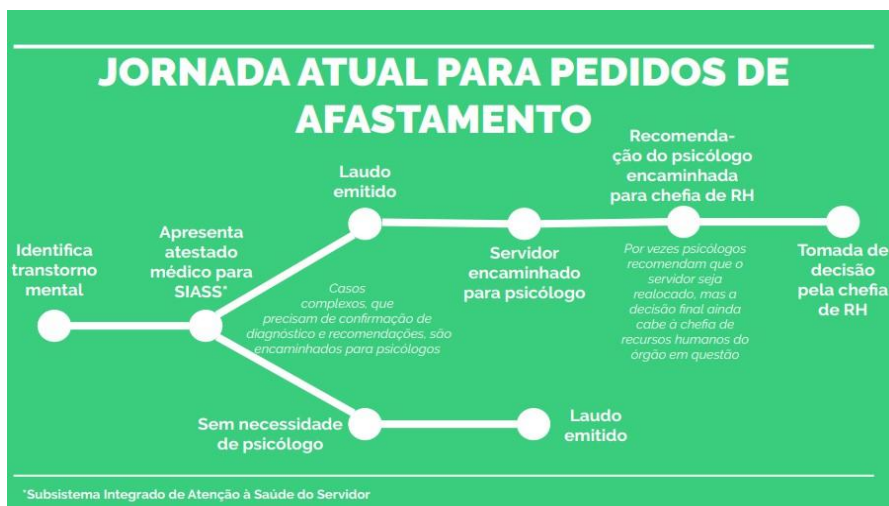 JORNADA ATUAL PARA PEDIDOS DE
AFASTAMENTO
Identifica
transtorno
mental
Apresenta
atestado
médico para
SIASS*
Laudo
emitido
Casos
complexos, que
precisam de confirmação de
diagnóstico e recomendações, são
encaminhados para psicólogos
Servidor
encaminhado
para psicólogo
Recomenda-
ção do psicólogo
encaminhada
para chefia de RH
Por vezes psicólogos
recomendam que o
servidor seja
realocado, mas a
decisão final ainda
cabe à chefia de
recursos humanos do
órgão em questão
Tomada de
decisão
pela chefia
de RH
Sem necessidade
de psicólogo
Laudo
emitido
*Subsistema Integrado de Atenção à Saúde do Servidor